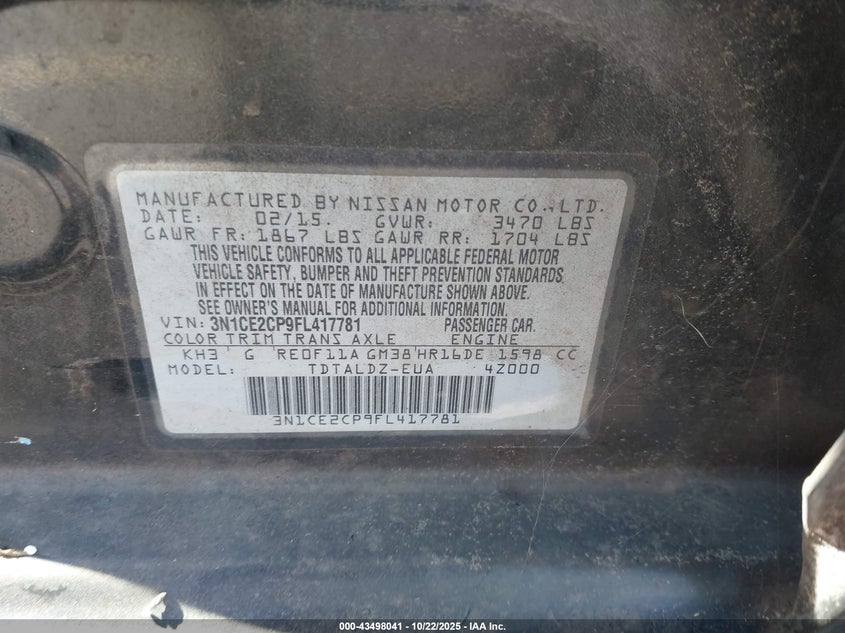 MANUFACTURED BY NISSAN MOTOR CO., LTD.
DATE: 02/15. GVWR: 3470 LBS
GAWR FR: 1867 LBS GAWR RR: 1704 LBS
THIS VEHICLE CONFORMS TO ALL APPLICABLE FEDERAL MOTOR
VEHICLE SAFETY, BUMPER AND THEFT PREVENTION STANDARDS
IN EFFECT ON THE DATE OF MANUFACTURE SHOWN ABOVE.
SEE OWNER'S MANUAL FOR ADDITIONAL INFORMATION.
VIN: 3N1CE2CP9FL417781 PASSENGER CAR.
COLOR TRIM TRANS AXLE ENGINE
KH3 G RE0F11A GM38 HR16DE 1598 CC
MODEL: TDTALDZ-EUA 4Z000
3N1CE2CP9FL417781
000-43498041 - 10/22/2025 - IAA Inc.